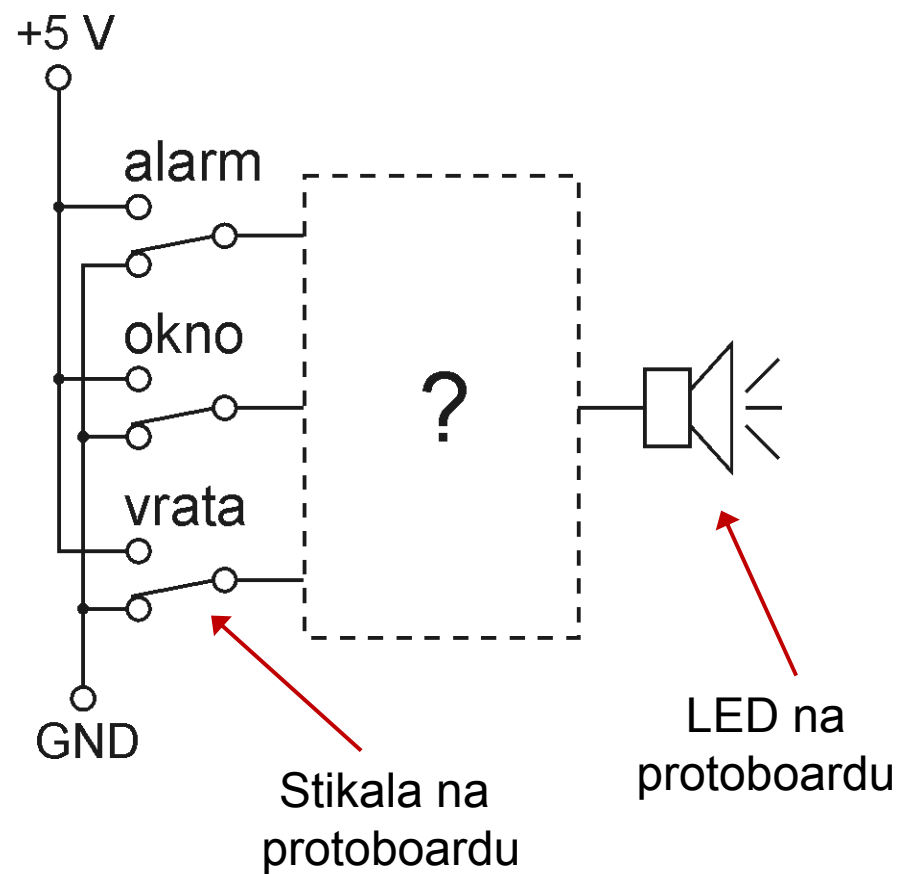 +5 V
alarm
okno
?
vrata
GND
Stikala na
protoboardu
LED na
protoboardu